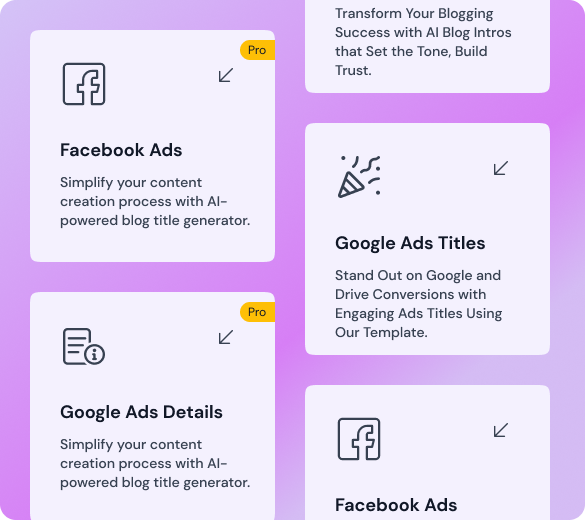 Pro
Facebook Ads
Simplify your content
creation process with AI-
powered blog title generator.
Pro
Google Ads Details
Simplify your content
creation process with AI-
powered blog title generator.
Transform Your Blogging
Success with AI Blog Intros
that Set the Tone, Build
Trust.
Google Ads Titles
Stand Out on Google and
Drive Conversions with
Engaging Ads Titles Using
Our Template.
Facebook Ads